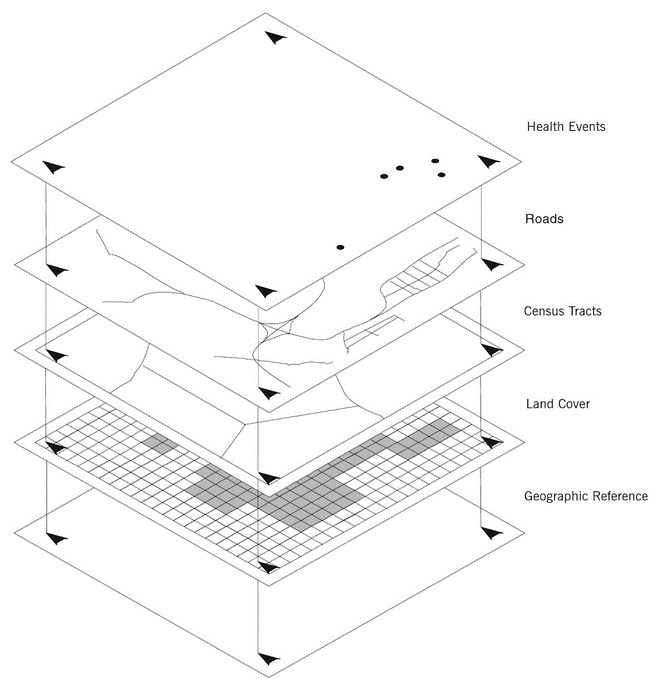 Health Events
Roads
Census Tracts
Land Cover
Geographic Reference